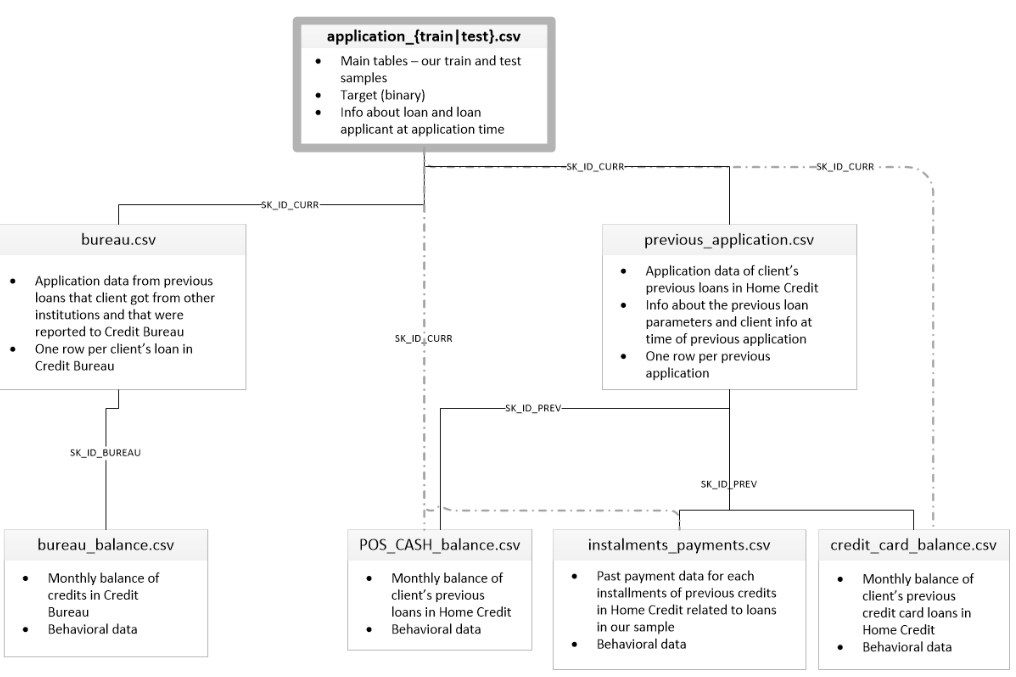 application_{train|test}.csv
• Main tables – our train and test
samples
• Target (binary)
• Info about loan and loan
applicant at application time
SK_ID_CURR
SK_ID_CURR
SK_ID_CURR
bureau.csv
• Application data from previous
loans that client got from other
institutions and that were
reported to Credit Bureau
• One row per client's loan in
Credit Bureau
previous_application.csv
• Application data of client's
previous loans in Home Credit
• Info about the previous loan
parameters and client info at
time of previous application
• One row per previous
application
SK_ID_CURR
SK_ID_PREV
SK_ID_BUREAU
SK_ID_PREV
bureau_balance.csv
• Monthly balance of
credits in Credit
Bureau
• Behavioral data
POS_CASH_balance.csv
• Monthly balance of
client's previous
loans in Home Credit
• Behavioral data
instalments_payments.csv
• Past payment data for each
installments of previous credits
in Home Credit related to loans
in our sample
• Behavioral data
credit_card_balance.csv
• Monthly balance of
client's previous
credit card loans in
Home Credit
• Behavioral data